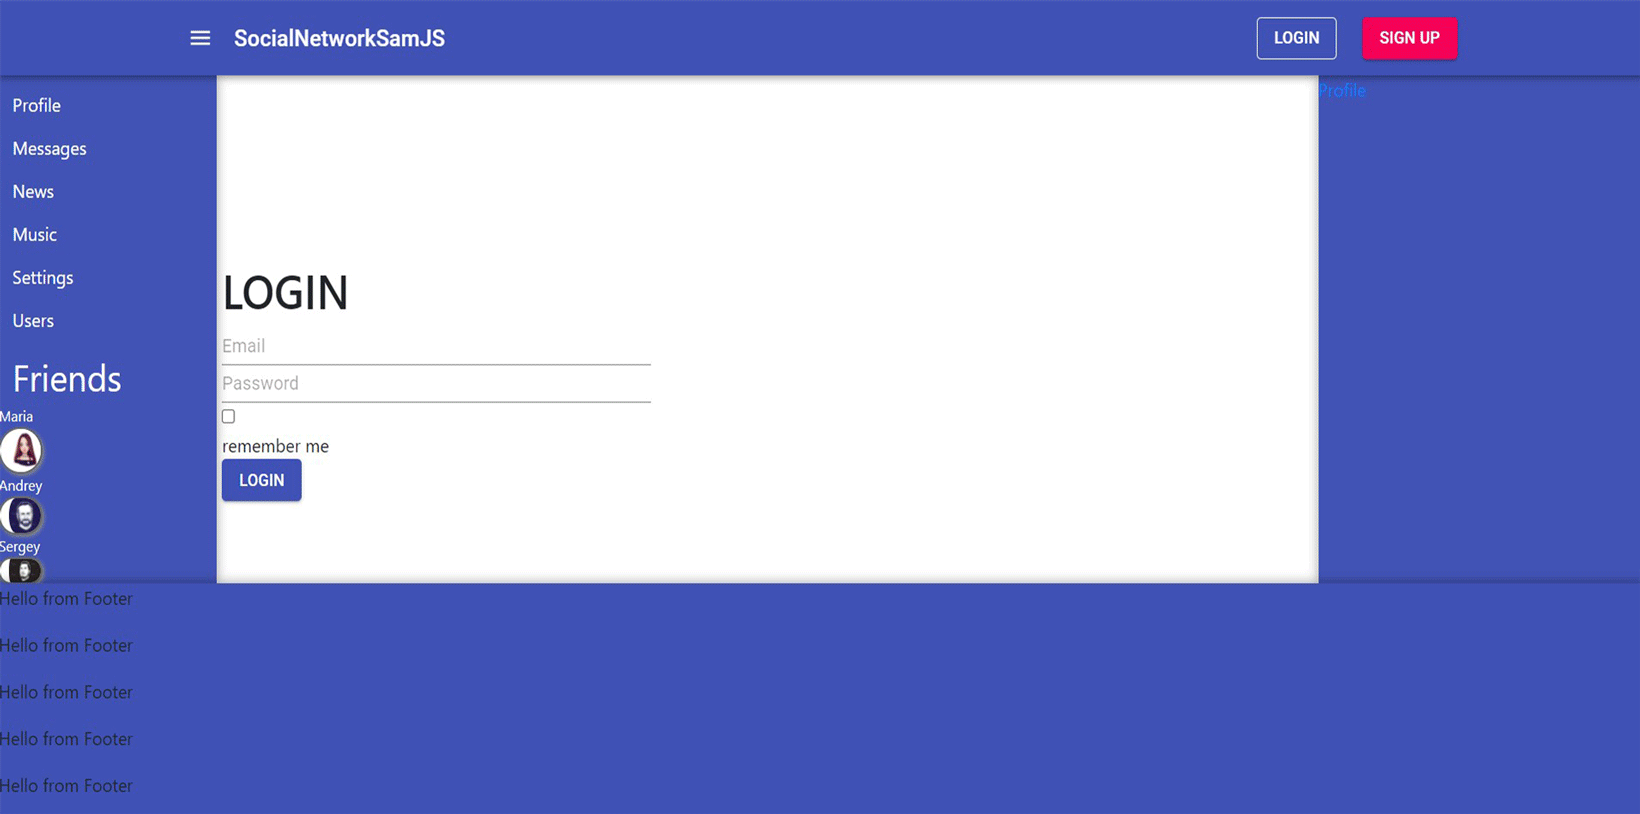 SocialNetworkSamJS
LOGIN
SIGN UP
Profile
Messages
News
Music
Settings
Users
Friends
Maria
Andrey
Sergey
LOGIN
Email
Password
remember me
LOGIN
Profile
Hello from Footer
Hello from Footer
Hello from Footer
Hello from Footer
Hello from Footer